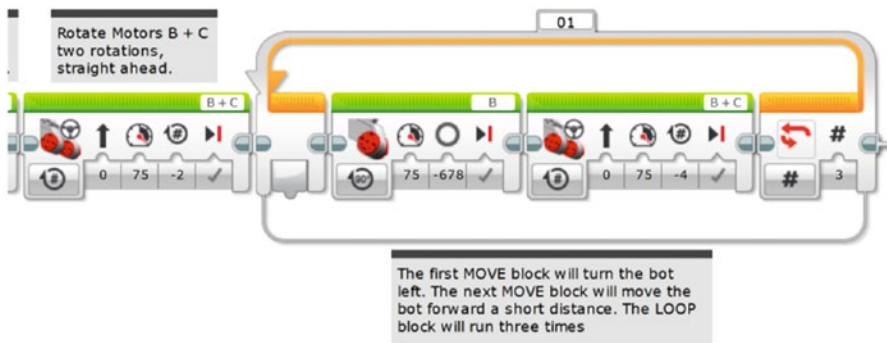 .
Rotate Motors B + C
two rotations,
straight ahead.
01
B + C
B
B + C
#
#
#
0 75 -2
90°
75 -678
#
#
0 75 -4
#
#
3
The first MOVE block will turn the bot
left. The next MOVE block will move the
bot forward a short distance. The LOOP
block will run three times